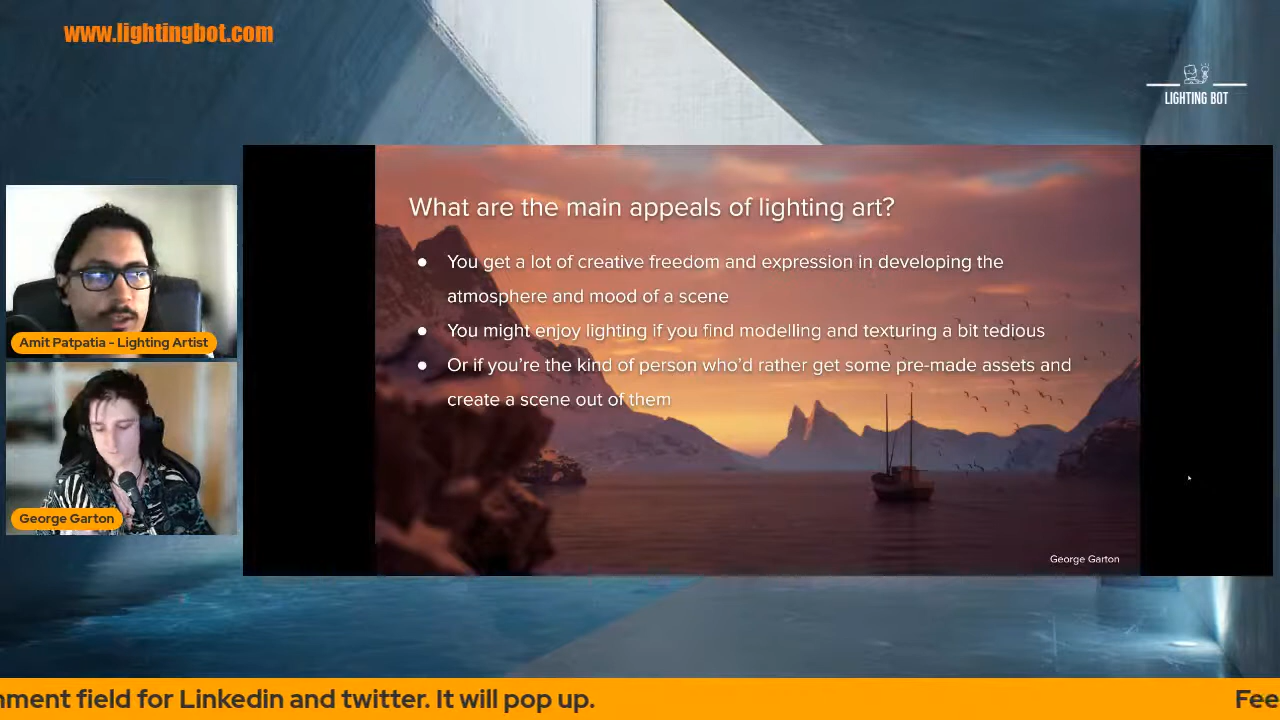 www.lightingbot.com
LIGHTING BOT
What are the main appeals of lighting art?
● You get a lot of creative freedom and expression in developing the
atmosphere and mood of a scene
● You might enjoy lighting if you find modelling and texturing a bit tedious
● Or if you're the kind of person who'd rather get some pre-made assets and
create a scene out of them
George Garton
Amit Patpatia - Lighting Artist
George Garton
field for Linkedin and twitter. It will pop up.